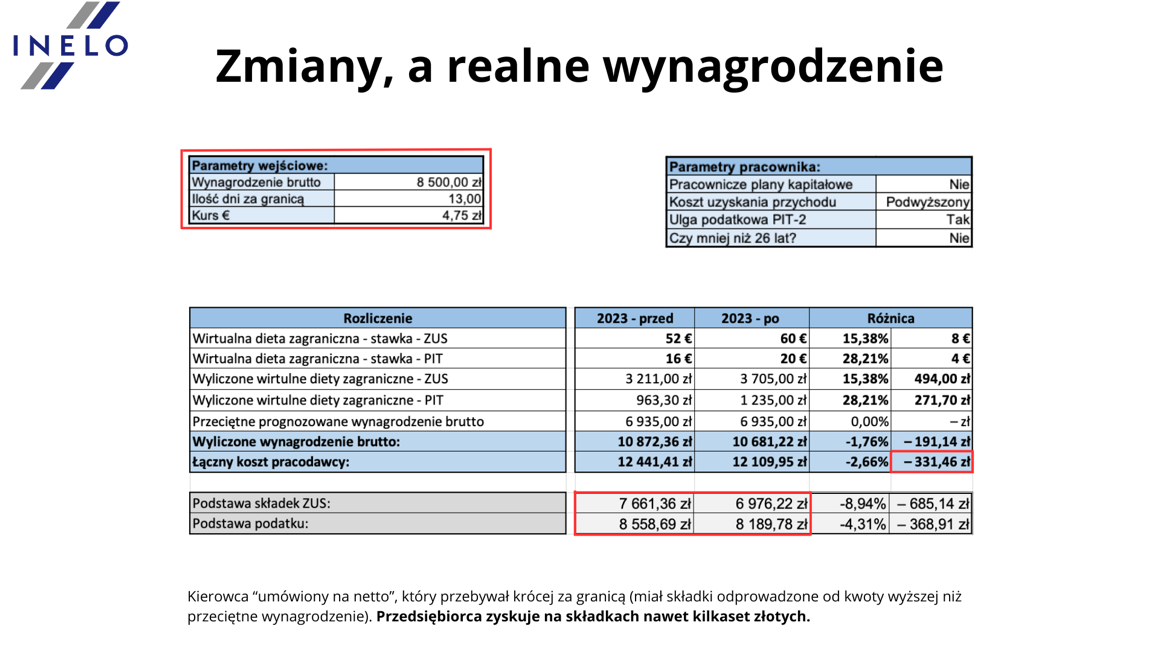 INELO
Zmiany, a realne wynagrodzenie
Parametry wejściowe:
Wynagrodzenie brutto 8 500,00 zł
Ilość dni za granicą 13,00
Kurs € 4,75 zł
Parametry pracownika:
Pracownicze plany kapitałowe Nie
Koszt uzyskania przychodu Podwyższony
Ulga podatkowa PIT-2 Tak
Czy mniej niż 26 lat? Nie
Rozliczenie 2023 - przed 2023 - po Różnica
Wirtualna dieta zagraniczna - stawka - ZUS 52 € 60 € 15,38% 8 €
Wirtualna dieta zagraniczna - stawka - PIT 16 € 20 € 28,21% 4 €
Wyliczone wirtulne diety zagraniczne - ZUS 3 211,00 zł 3 705,00 zł 15,38% 494,00 zł
Wyliczone wirtulne diety zagraniczne - PIT 963,30 zł 1 235,00 zł 28,21% 271,70 zł
Przeciętne prognozowane wynagrodzenie brutto 6 935,00 zł 6 935,00 zł 0,00% – zł
Wyliczone wynagrodzenie brutto: 10 872,36 zł 10 681,22 zł -1,76% – 191,14 zł
Łączny koszt pracodawcy: 12 441,41 zł 12 109,95 zł -2,66% – 331,46 zł
Podstawa składek ZUS: 7 661,36 zł 6 976,22 zł -8,94% – 685,14 zł
Podstawa podatku: 8 558,69 zł 8 189,78 zł -4,31% – 368,91 zł
Kierowca “umówiony na netto”, który przebywał krócej za granicą (miał składki odprowadzone od kwoty wyższej niż
przeciętne wynagrodzenie). Przedsiębiorca zyskuje na składkach nawet kilkaset złotych.